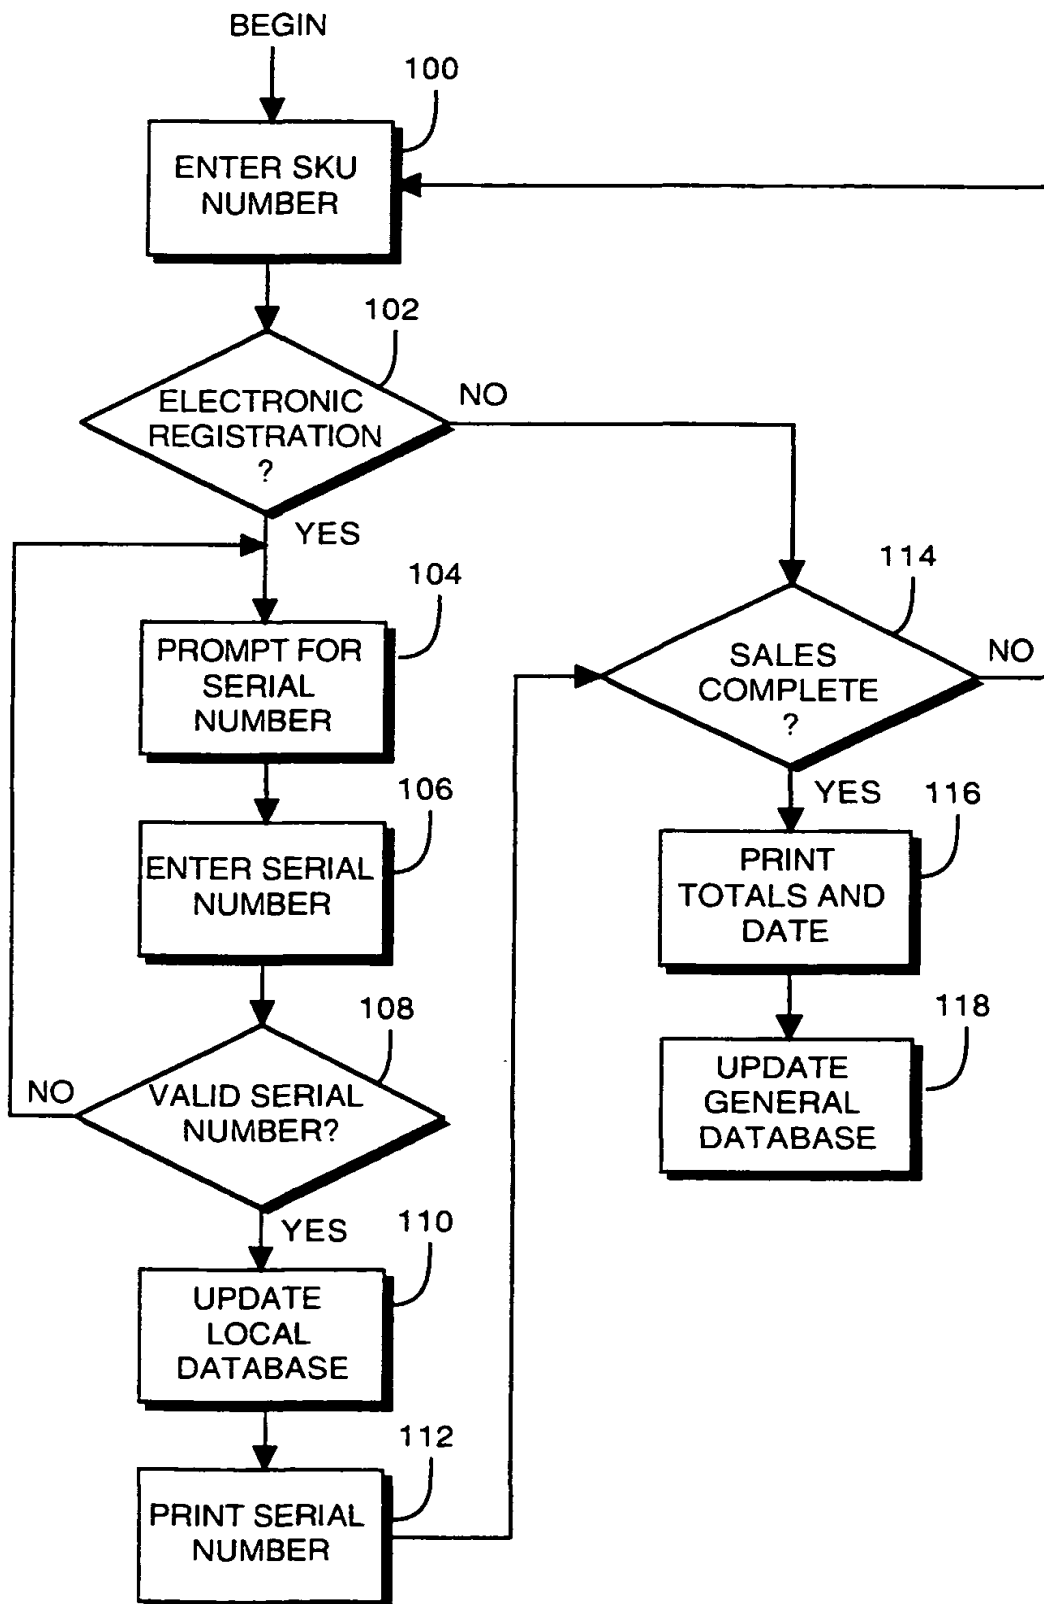 BEGIN
100
ENTER SKU
NUMBER
102
ELECTRONIC
REGISTRATION
?
NO
YES
104
PROMPT FOR
SERIAL
NUMBER
106
ENTER SERIAL
NUMBER
108
VALID SERIAL
NUMBER?
NO
YES
110
UPDATE
LOCAL
DATABASE
112
PRINT SERIAL
NUMBER
114
SALES
COMPLETE
?
NO
YES
116
PRINT
TOTALS AND
DATE
118
UPDATE
GENERAL
DATABASE